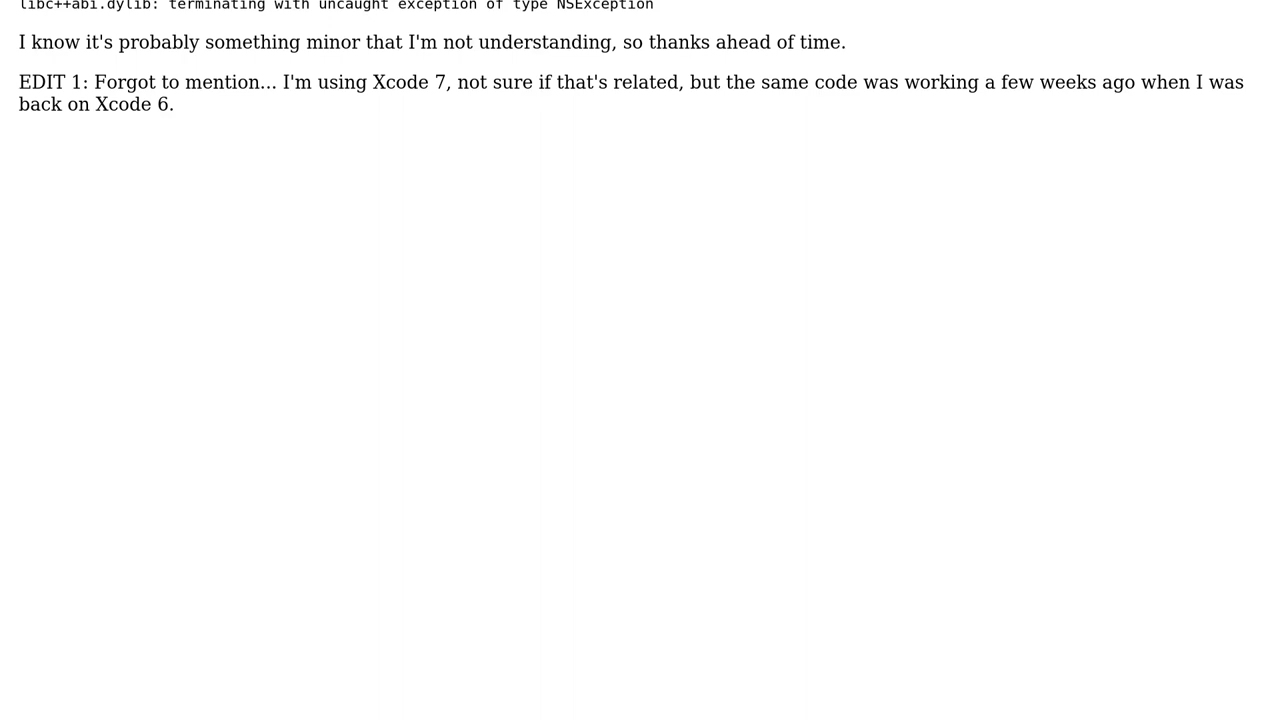 libc++abi.dylib: terminating with uncaught exception of type NSException
I know it's probably something minor that I'm not understanding, so thanks ahead of time.
EDIT 1: Forgot to mention... I'm using Xcode 7, not sure if that's related, but the same code was working a few weeks ago when I was
back on Xcode 6.